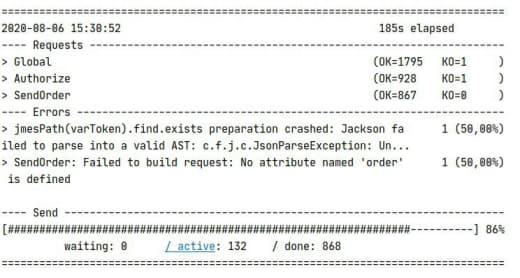 ================================================================================
2020-08-06 15:30:52                                         185s elapsed
---- Requests ------------------------------------------------------------------
> Global                                                   (OK=1795   KO=1     )
> Authorize                                                (OK=928    KO=1     )
> SendOrder                                                (OK=867    KO=0     )
---- Errors --------------------------------------------------------------------
> jmesPath(varToken).find.exists preparation crashed: Jackson fa      1 (50,00%)
iled to parse into a valid AST: c.f.j.c.JsonParseException: Un...
> SendOrder: Failed to build request: No attribute named 'order'      1 (50,00%)
 is defined

---- Send ----------------------------------------------------------------------
[################################################################----------] 86%
          waiting: 0      / active: 132    / done: 868
================================================================================